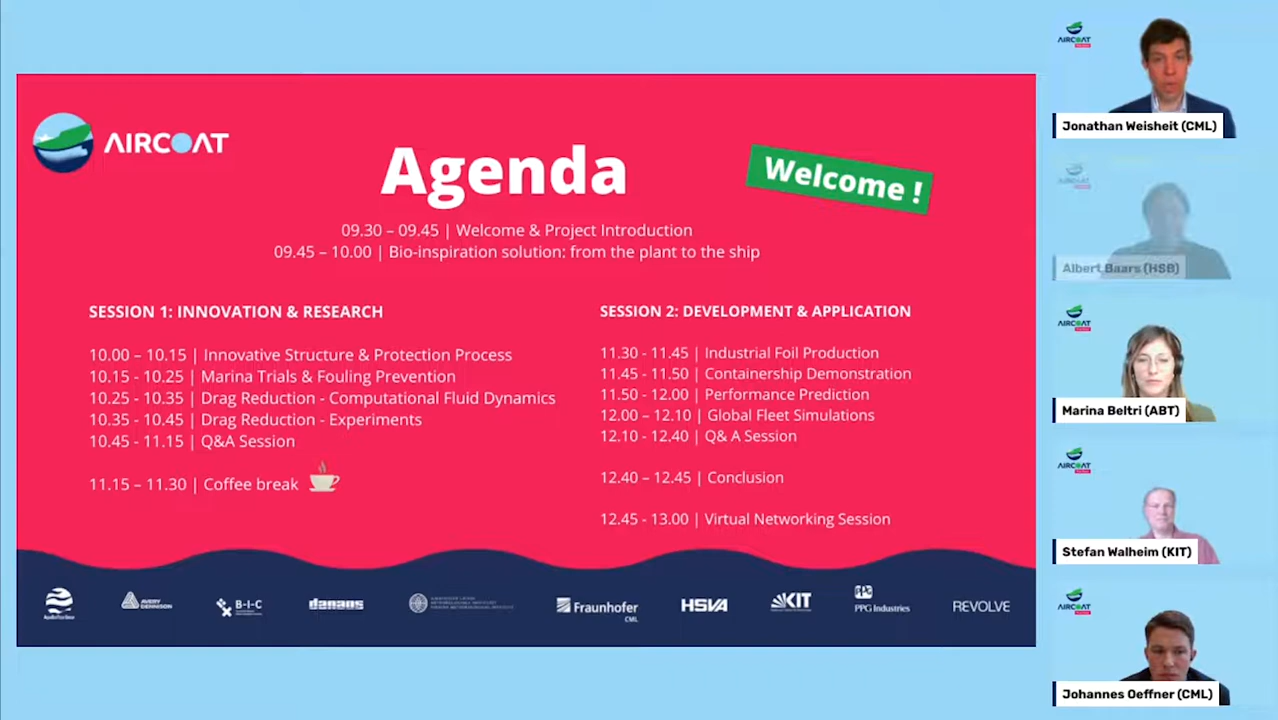 AIRCOAT
Agenda
Welcome !
09.30 – 09.45 | Welcome & Project Introduction
09.45 – 10.00 | Bio-inspiration solution: from the plant to the ship
SESSION 1: INNOVATION & RESEARCH
10.00 – 10.15 | Innovative Structure & Protection Process
10.15 - 10.25 | Marina Trials & Fouling Prevention
10.25 - 10.35 | Drag Reduction - Computational Fluid Dynamics
10.35 - 10.45 | Drag Reduction - Experiments
10.45 - 11.15 | Q&A Session
11.15 – 11.30 | Coffee break
SESSION 2: DEVELOPMENT & APPLICATION
11.30 - 11.45 | Industrial Foil Production
11.45 - 11.50 | Containership Demonstration
11.50 - 12.00 | Performance Prediction
12.00 – 12.10 | Global Fleet Simulations
12.10 - 12.40 | Q& A Session
12.40 – 12.45 | Conclusion
12.45 - 13.00 | Virtual Networking Session
AVERY
DENNISON
B-I-C
danaos
Fraunhofer
CML
HSVA
KIT
PPG
PPG Industries
REVOLVE
AIRCOAT
Jonathan Weisheit (CML)
AIRCOAT
Albert Baars (HSB)
AIRCOAT
Marina Beltri (ABT)
AIRCOAT
Stefan Walheim (KIT)
AIRCOAT
Johannes Oeffner (CML)